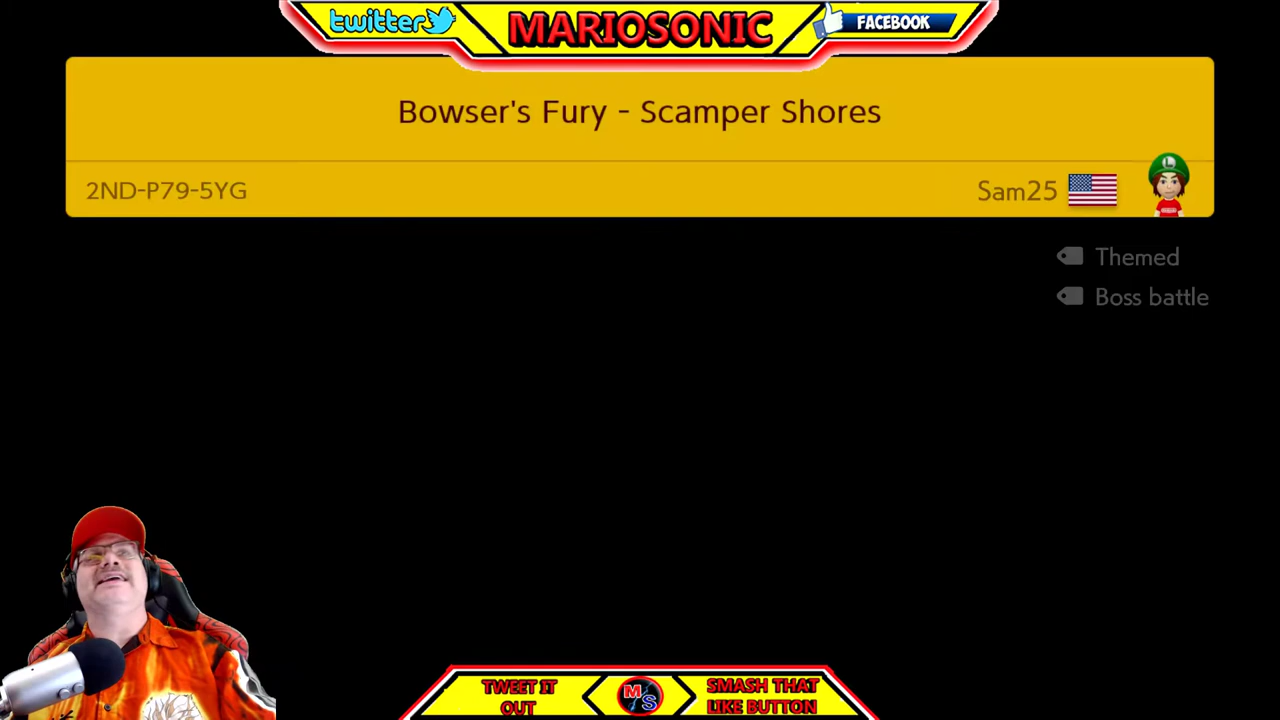 twitter
MARIOSONIC
FACEBOOK
Bowser's Fury - Scamper Shores
2ND-P79-5YG
Sam25
L
Themed
Boss battle
TWEET IT
OUT
MS
SMASH THAT
LIKE BUTTON